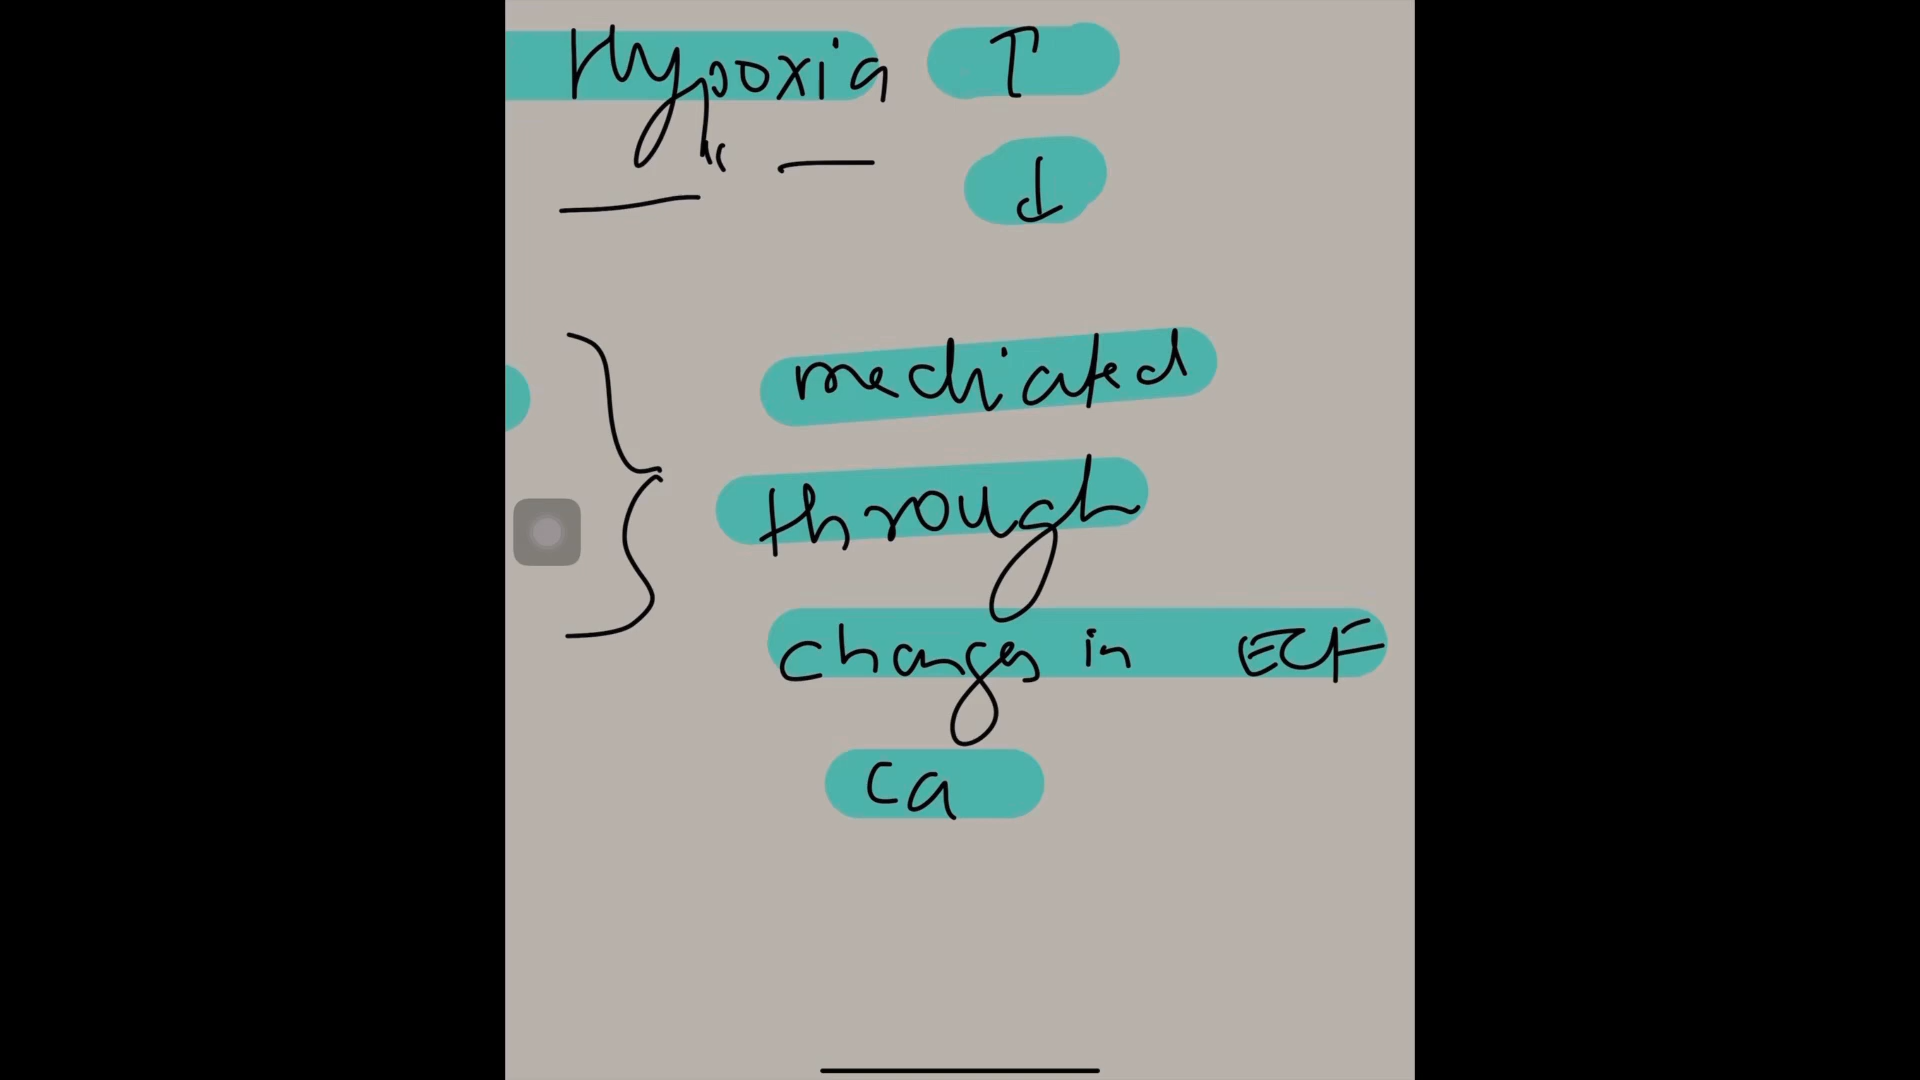 Hypoxia ↑
↓
mediated
through
changes in ECF
Ca